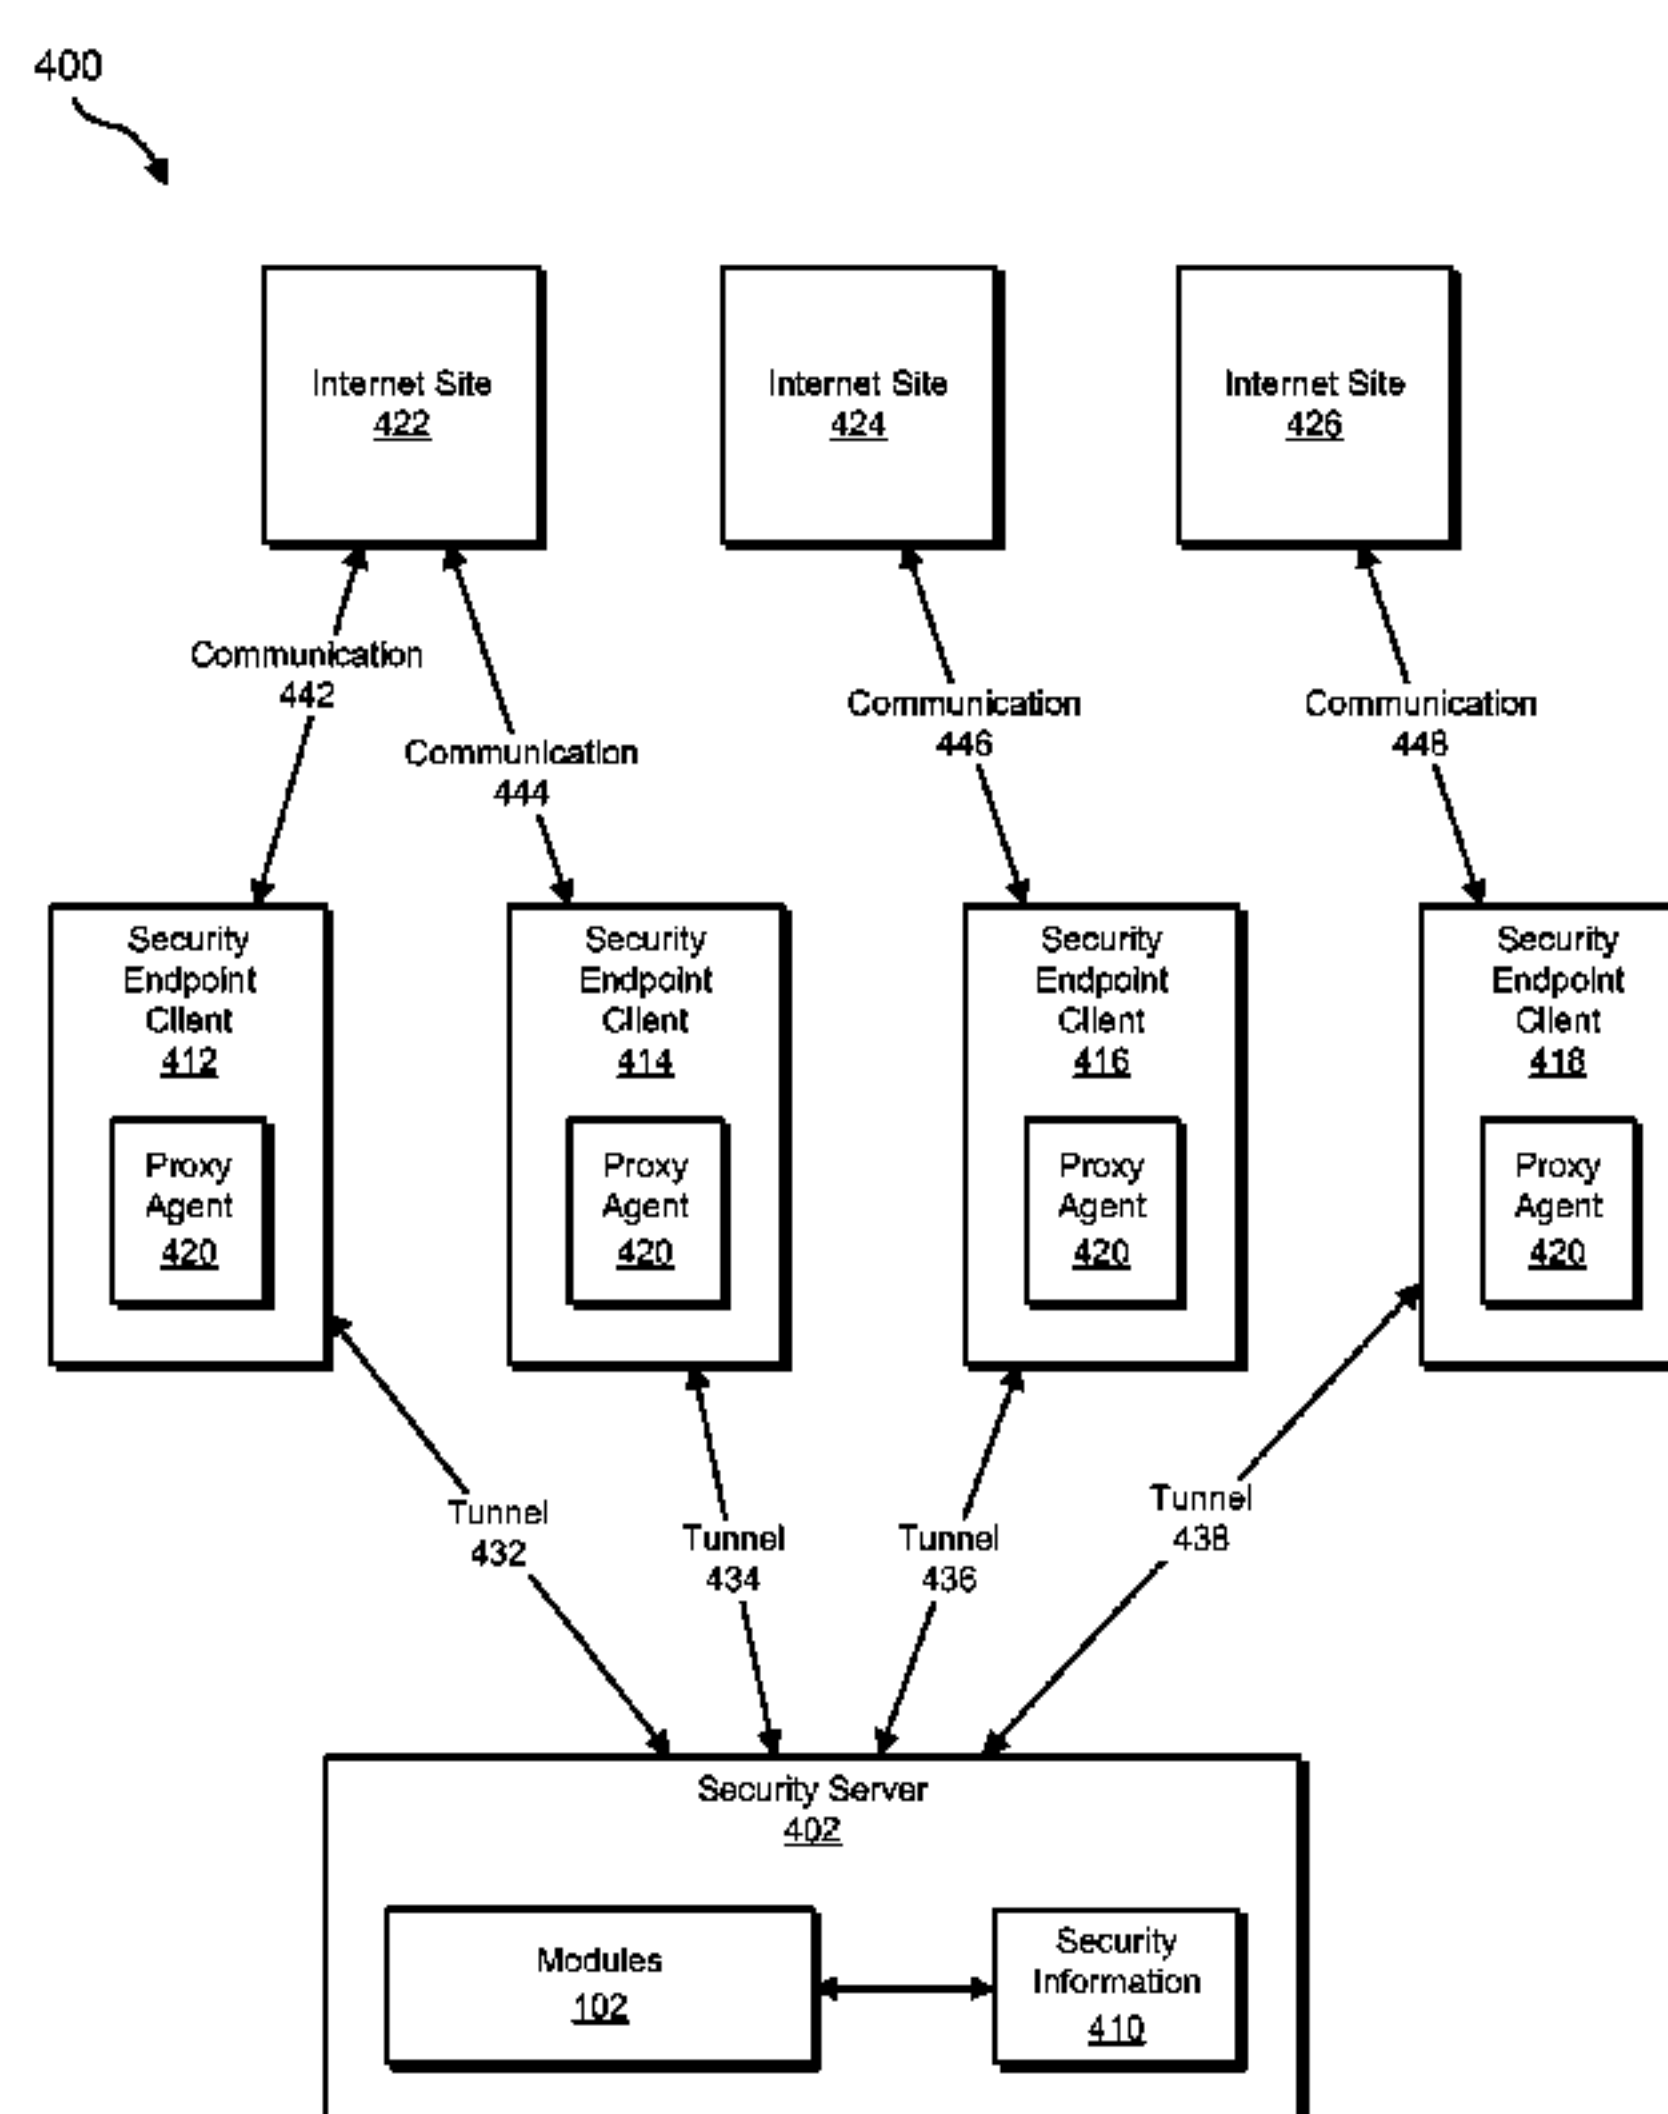 400
Internet Site
422
Internet Site
424
Internet Site
426
Communication
442
Communication
444
Communication
446
Communication
448
Security
Endpoint
Client
412
Proxy
Agent
420
Security
Endpoint
Client
414
Proxy
Agent
420
Security
Endpoint
Client
416
Proxy
Agent
420
Security
Endpoint
Client
418
Proxy
Agent
420
Tunnel
432
Tunnel
434
Tunnel
436
Tunnel
438
Security Server
402
Modules
102
Security
Information
410